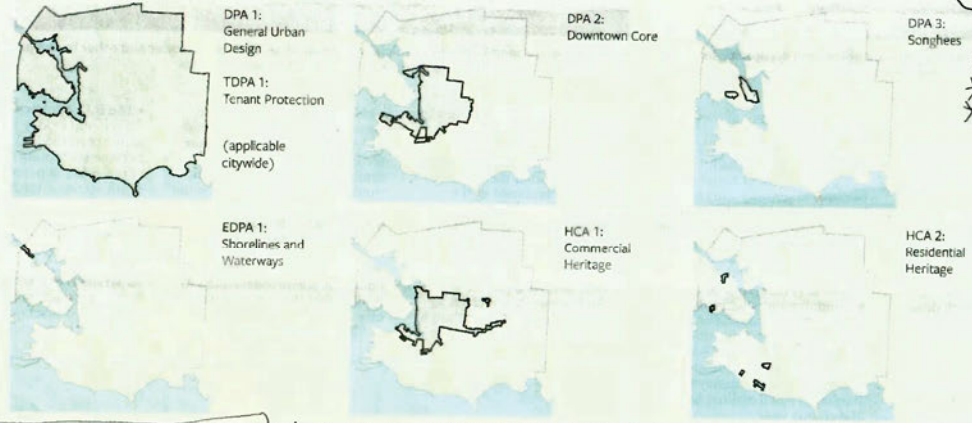 DPA 1:
General Urban
Design
TDPA 1:
Tenant Protection
(applicable
citywide)
DPA 2:
Downtown Core
DPA 3:
Songhees
EDPA 1:
Shorelines and
Waterways
HCA 1:
Commercial
Heritage
HCA 2:
Residential
Heritage